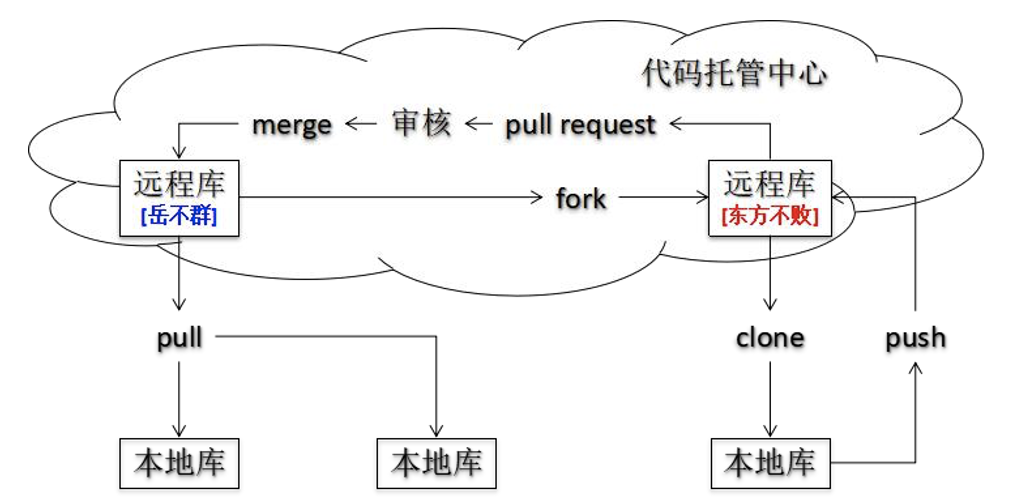 代码托管中心
merge
审核
pull request
远程库
[岳不群]
fork
远程库
[东方不败]
pull
clone
push
本地库
本地库
本地库